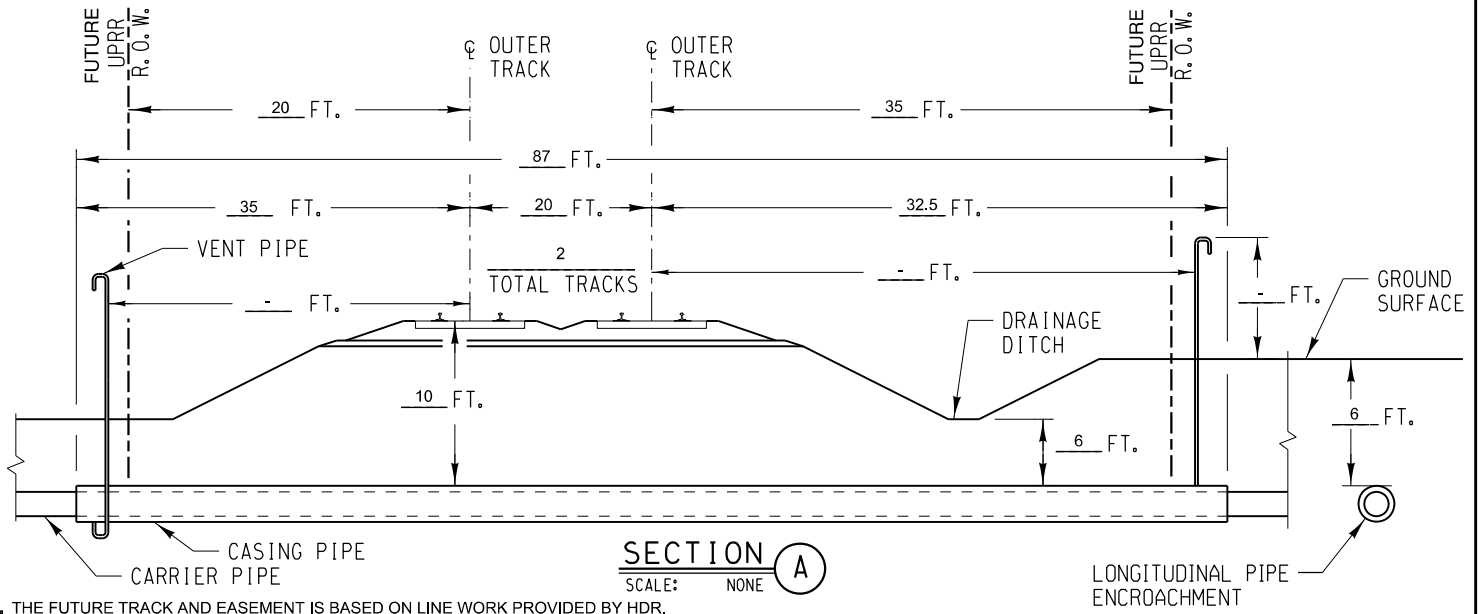 FUTURE
UPRR
R.O.W.
℄ OUTER
TRACK
℄ OUTER
TRACK
FUTURE
UPRR
R.O.W.
20 FT.
35 FT.
87 FT.
35 FT.
20 FT.
32.5 FT.
VENT PIPE
2
TOTAL TRACKS
- FT.
- FT.
- FT.
GROUND
SURFACE
DRAINAGE
DITCH
10 FT.
6 FT.
6 FT.
CASING PIPE
CARRIER PIPE
SECTION A
SCALE: NONE
LONGITUDINAL PIPE
ENCROACHMENT
. THE FUTURE TRACK AND EASEMENT IS BASED ON LINE WORK PROVIDED BY HDR.